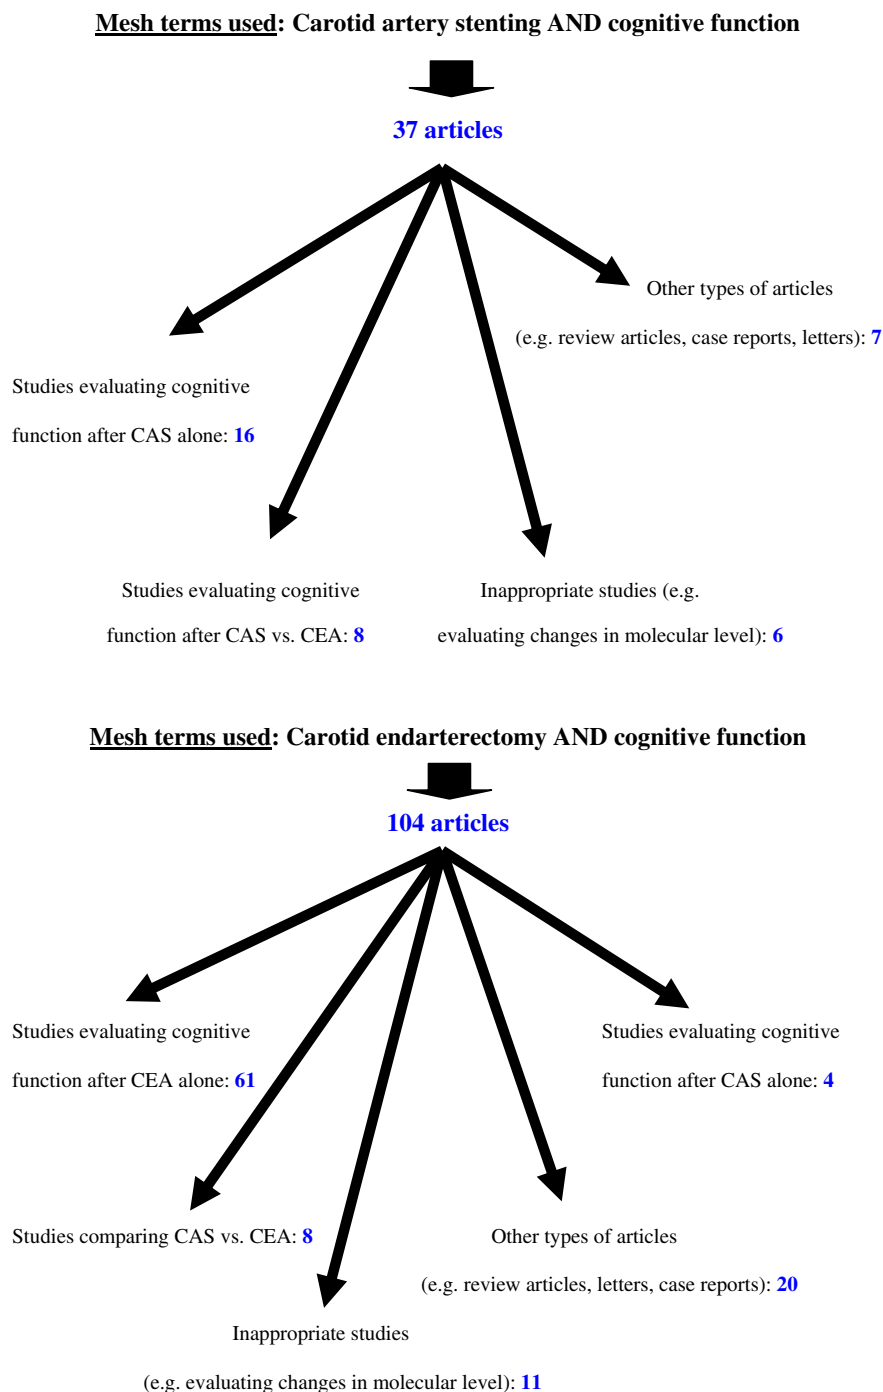 Mesh terms used: Carotid artery stenting AND cognitive function
37 articles
Other types of articles
(e.g. review articles, case reports, letters): 7
Studies evaluating cognitive
function after CAS alone: 16
Studies evaluating cognitive
function after CAS vs. CEA: 8
Inappropriate studies (e.g.
evaluating changes in molecular level): 6
Mesh terms used: Carotid endarterectomy AND cognitive function
104 articles
Studies evaluating cognitive
function after CEA alone: 61
Studies evaluating cognitive
function after CAS alone: 4
Studies comparing CAS vs. CEA: 8
Other types of articles
(e.g. review articles, letters, case reports): 20
Inappropriate studies
(e.g. evaluating changes in molecular level): 11